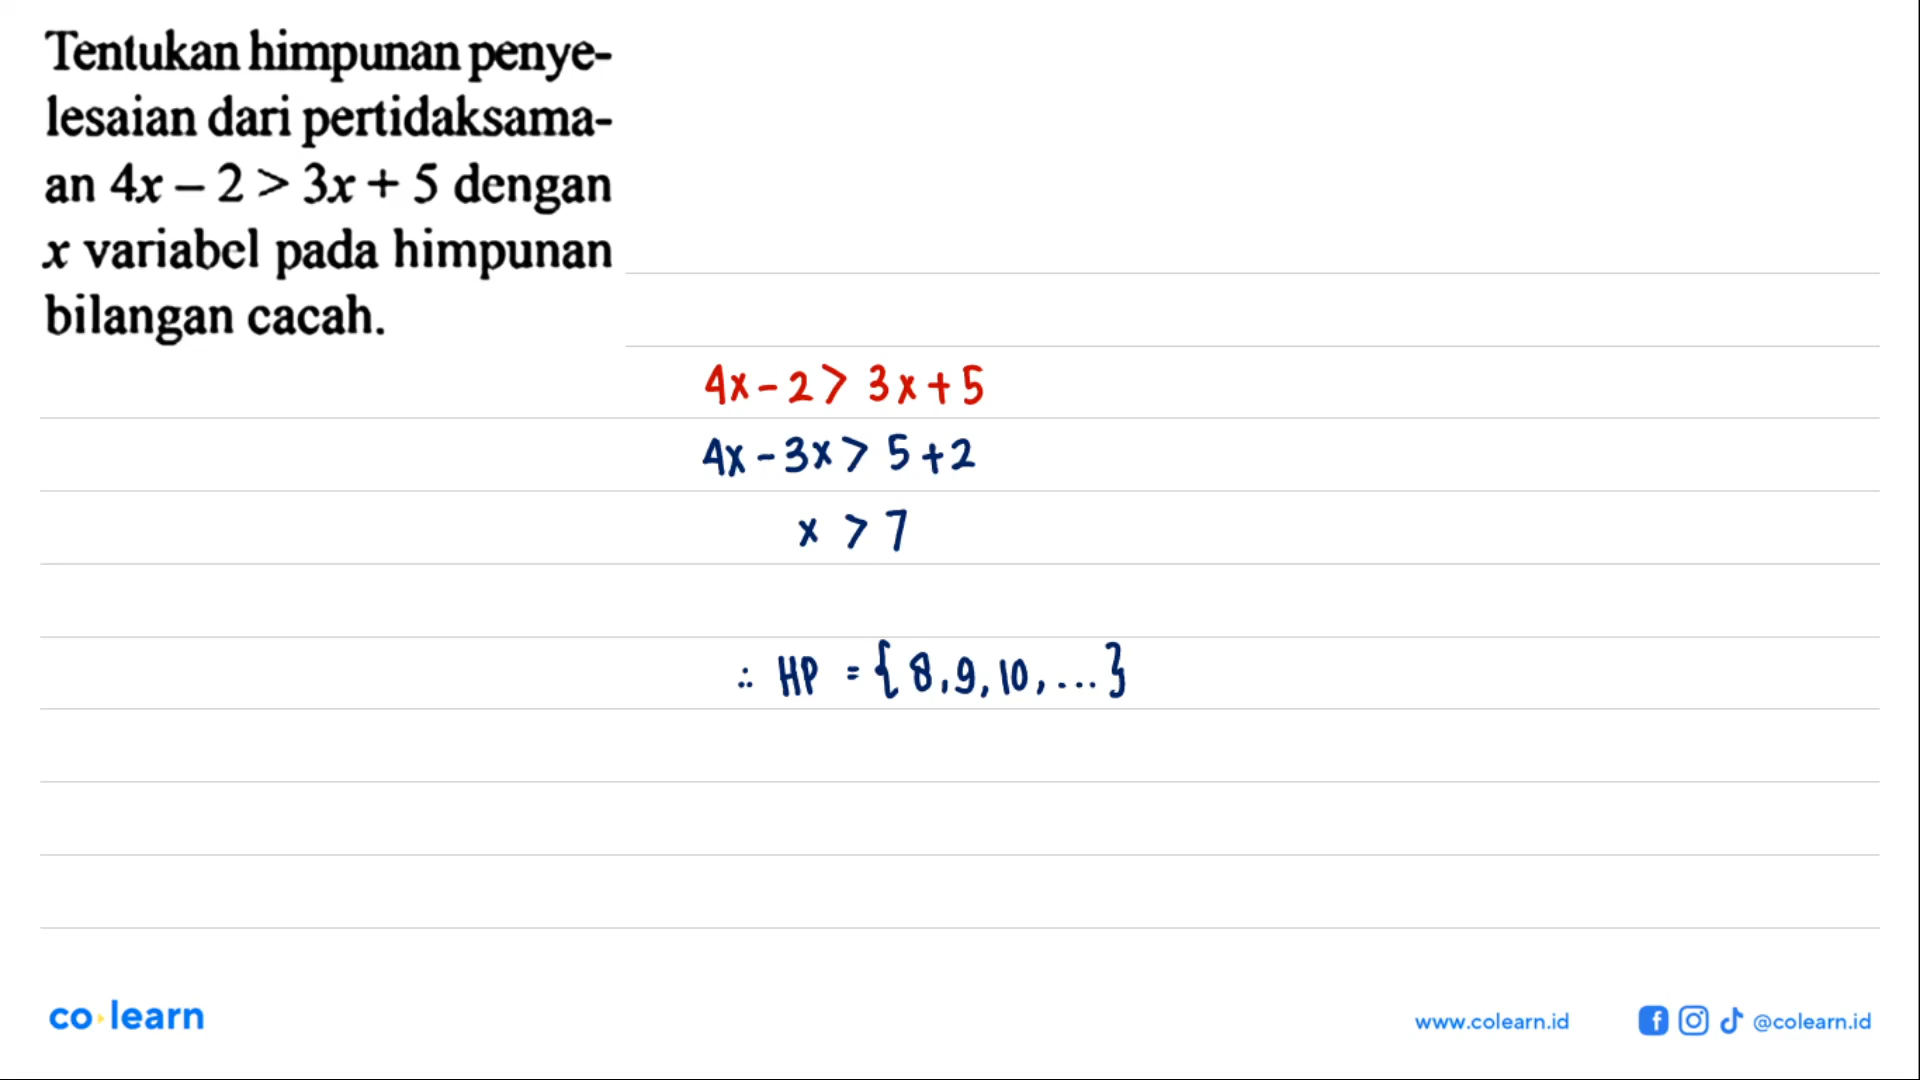 Tentukan himpunan penye-
lesaian dari pertidaksama-
an 4x – 2 > 3x + 5 dengan
x variabel pada himpunan
bilangan cacah.
4x - 2 > 3x + 5
4x - 3x > 5 + 2
x > 7
∴ HP = { 8, 9, 10, ... }
co learn
www.colearn.id
@colearn.id